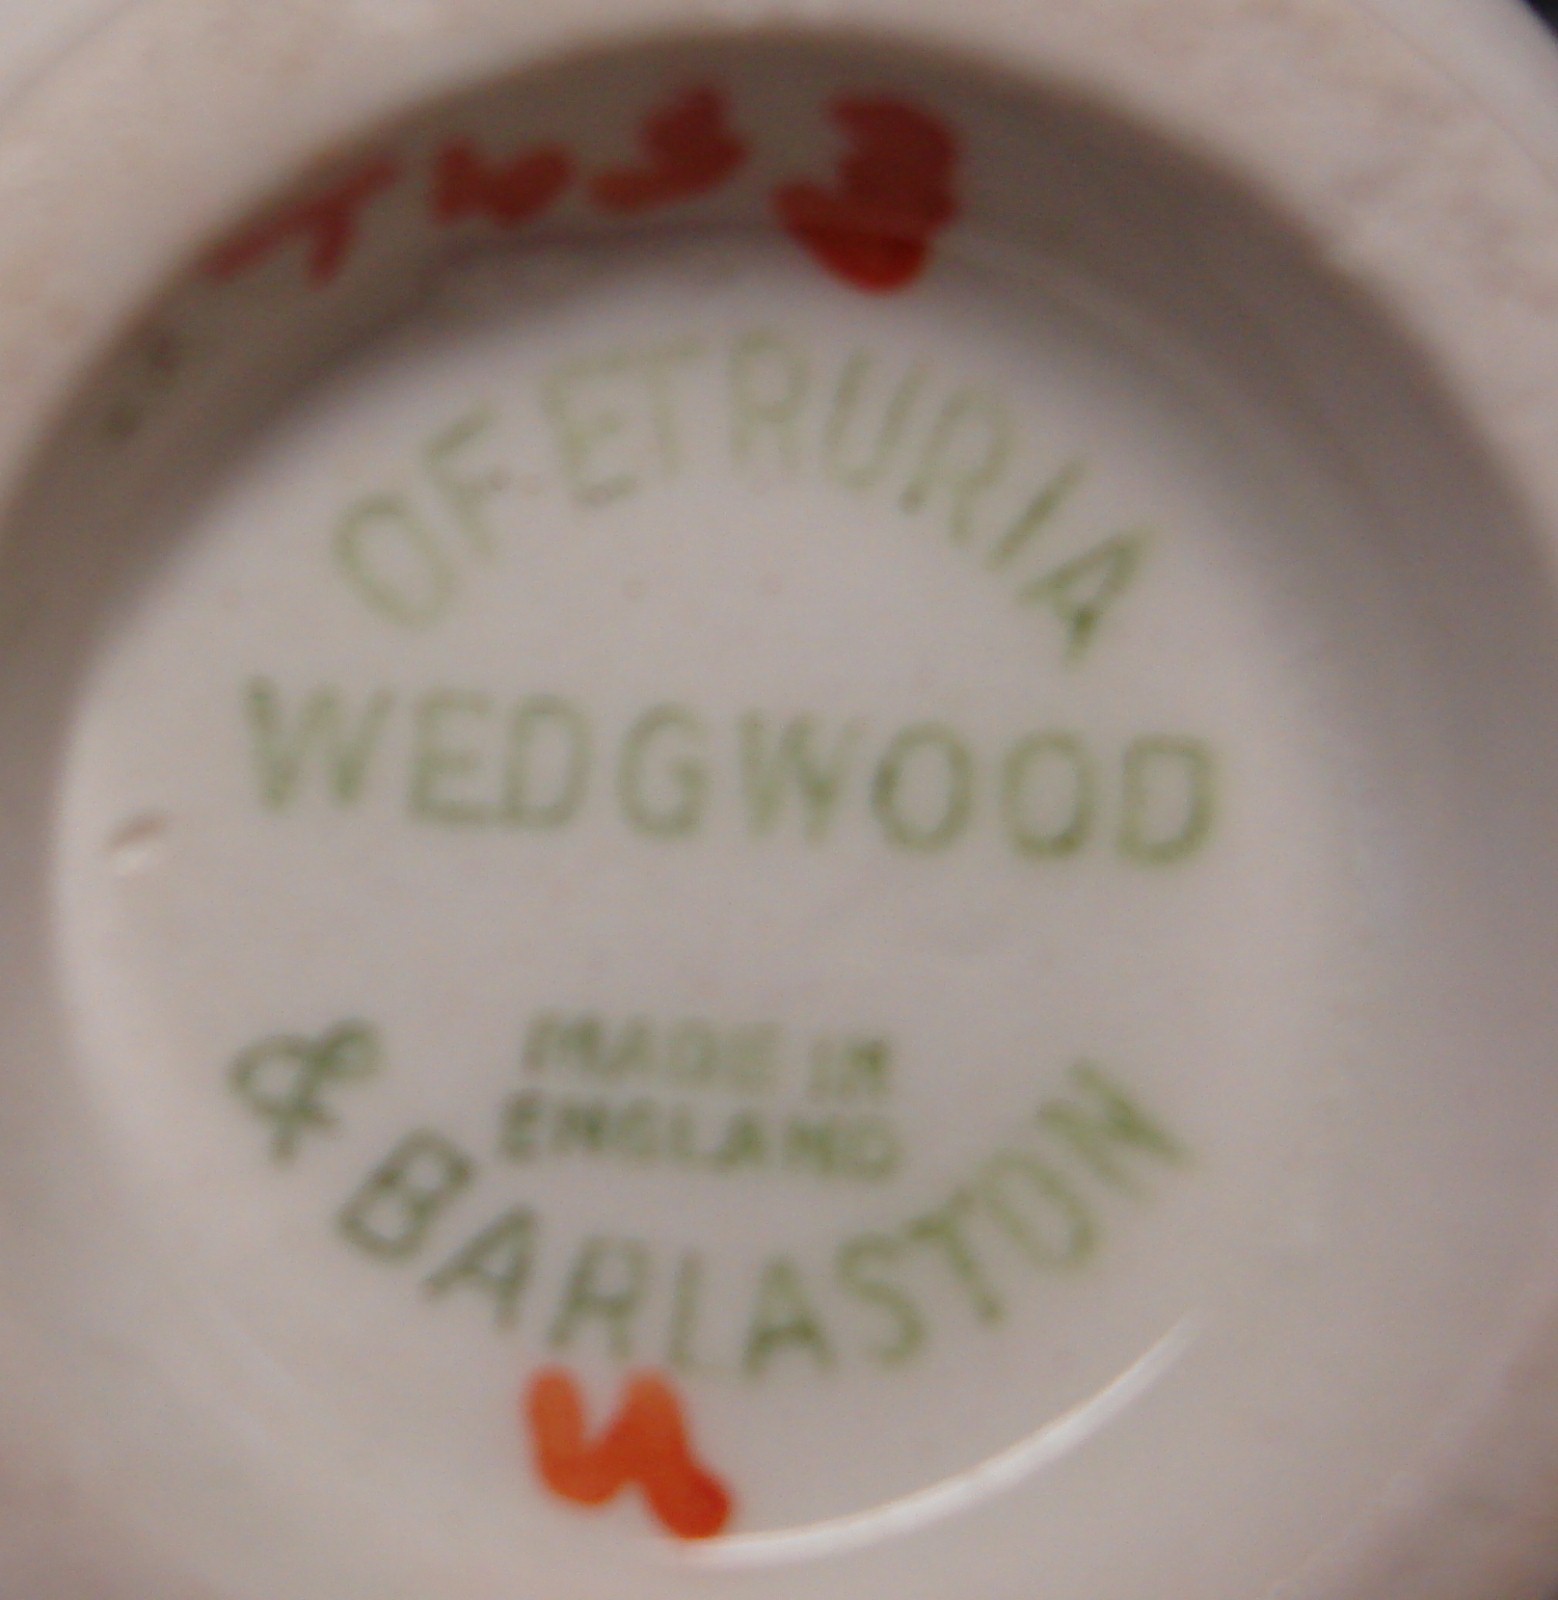 OF ETRURIA
WEDGWOOD
MADE IN
ENGLAND
& BARLASTON